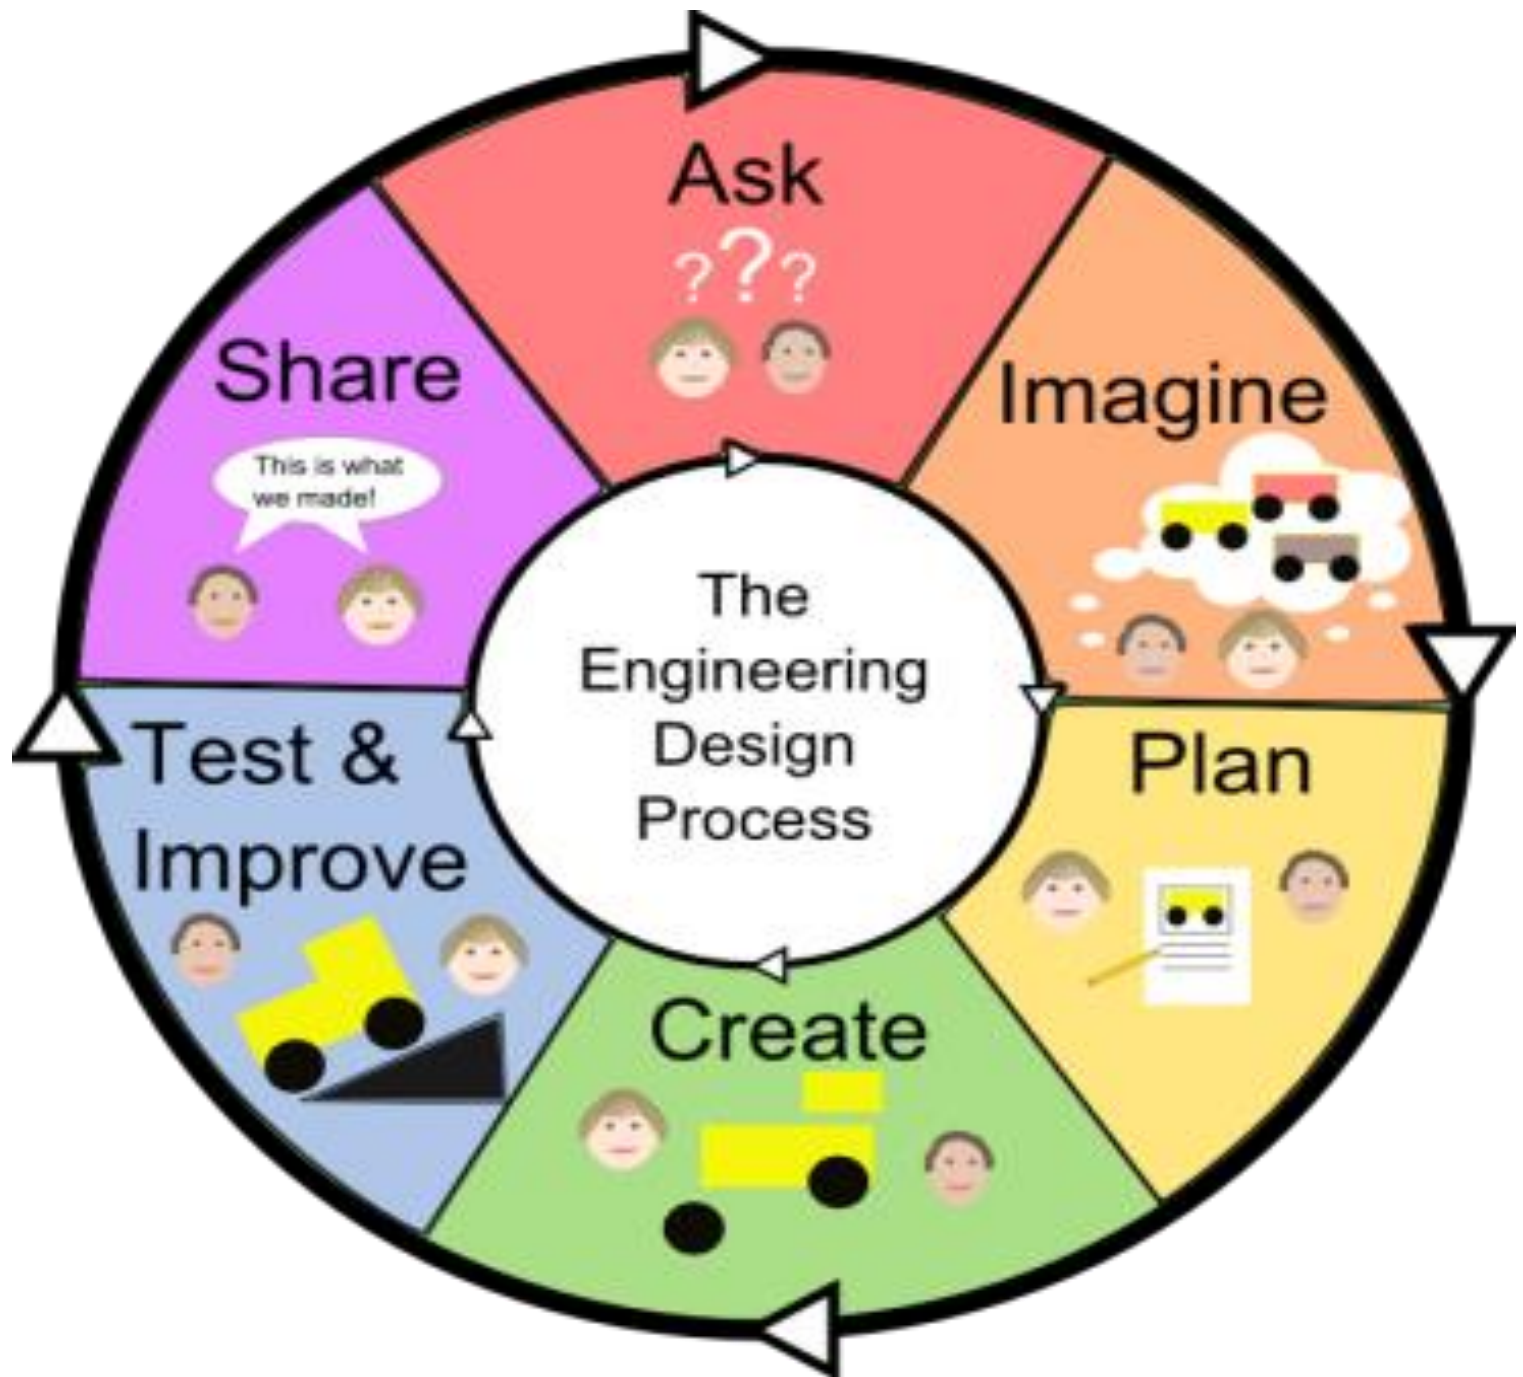 Ask
???
Imagine
Plan
Create
Test &
Improve
Share
This is what
we made!
The
Engineering
Design
Process